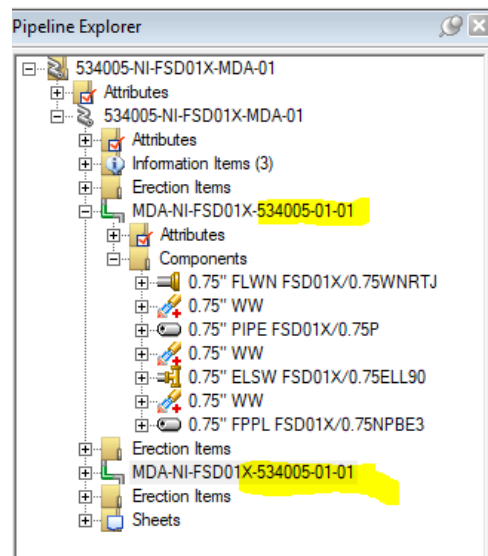 Pipeline Explorer
534005-NI-FSD01X-MDA-01
Attributes
534005-NI-FSD01X-MDA-01
Attributes
Information Items (3)
Erection Items
MDA-NI-FSD01X-534005-01-01
Attributes
Components
0.75" FLWN FSD01X/0.75WNRTJ
0.75" WW
0.75" PIPE FSD01X/0.75P
0.75" WW
0.75" ELSW FSD01X/0.75ELL90
0.75" WW
0.75" FPPL FSD01X/0.75NPBE3
Erection Items
MDA-NI-FSD01X-534005-01-01
Erection Items
Sheets